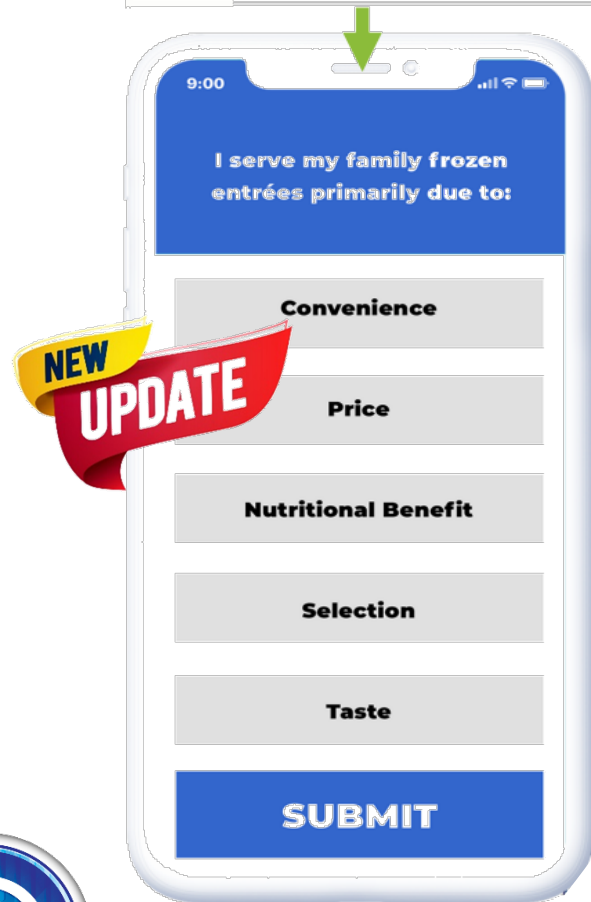 9:00
I serve my family frozen
entrées primarily due to:
Convenience
NEW
UPDATE
Price
Nutritional Benefit
Selection
Taste
SUBMIT